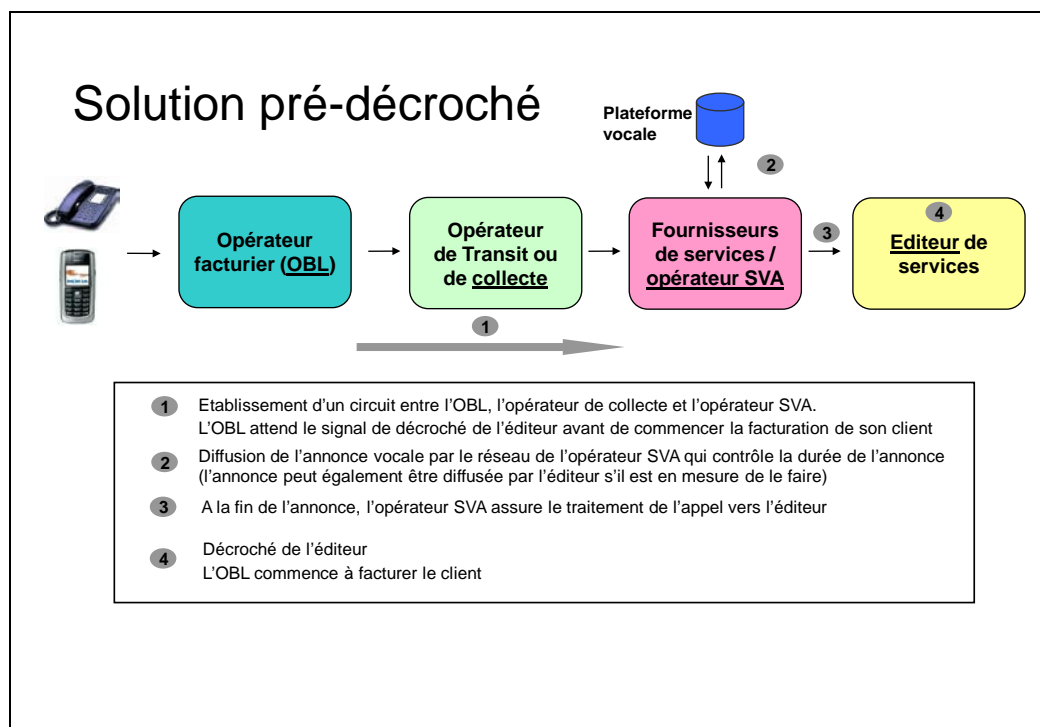 Solution pré-décroché
Plateforme
vocale
2
Opérateur
facturier (OBL)
Opérateur
de Transit ou
de collecte
Fournisseurs
de services /
opérateur SVA
3
4
Editeur de
services
1
1 Etablissement d'un circuit entre l'OBL, l'opérateur de collecte et l'opérateur SVA.
L'OBL attend le signal de décroché de l'éditeur avant de commencer la facturation de son client
2 Diffusion de l'annonce vocale par le réseau de l'opérateur SVA qui contrôle la durée de l'annonce
(l'annonce peut également être diffusée par l'éditeur s'il est en mesure de le faire)
3 A la fin de l'annonce, l'opérateur SVA assure le traitement de l'appel vers l'éditeur
4 Décroché de l'éditeur
L'OBL commence à facturer le client